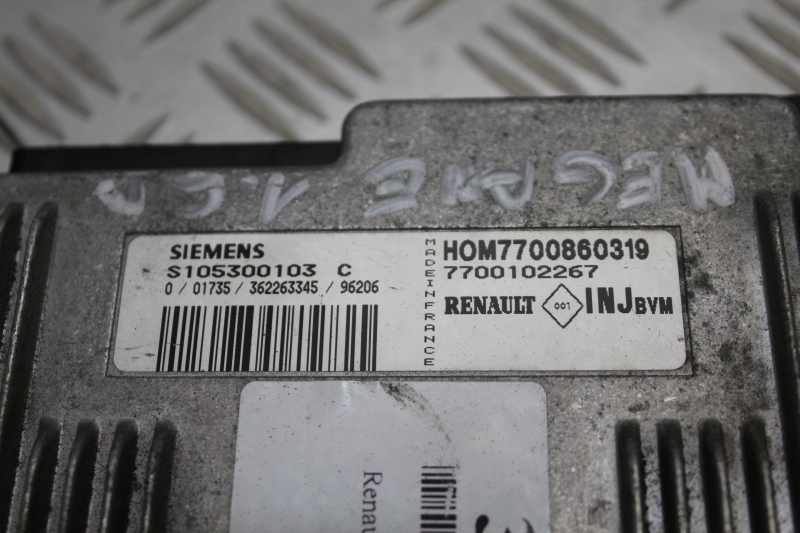 MEGANE 1.6
SIEMENS
S105300103 C
0 / 01735 / 362263345 / 96206
MADE IN FRANCE
HOM7700860319
7700102267
RENAULT 001 INJ BVM
Renau